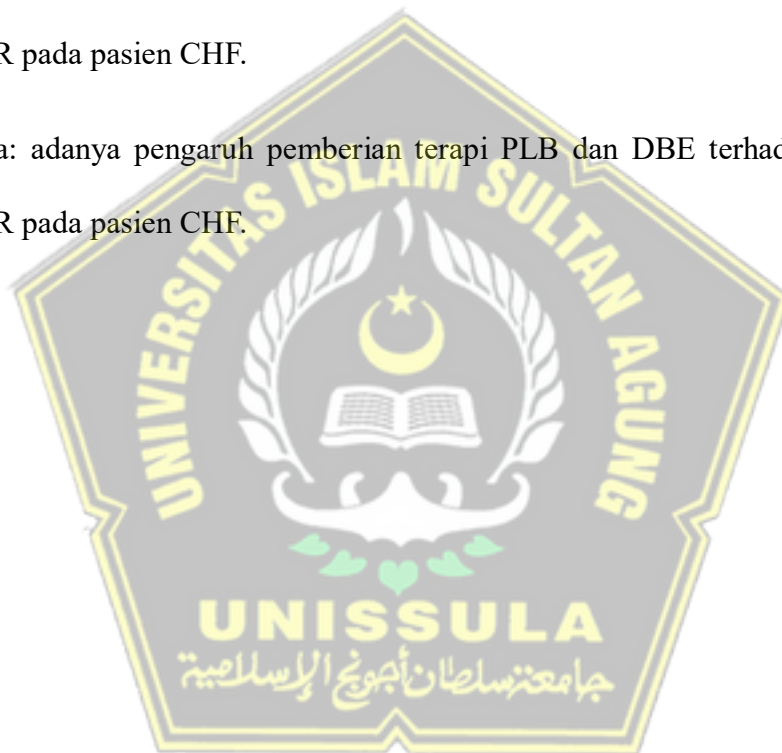 R pada pasien CHF.
a: adanya pengaruh pemberian terapi PLB dan DBE terhad
R pada pasien CHF.
UNIVERSITAS ISLAM SULTAN AGUNG
UNISSULA
جامعة سلطان أجونج الإسلامية